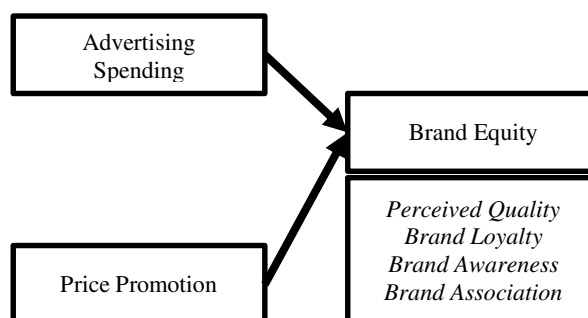 Advertising
Spending
Brand Equity
Perceived Quality
Brand Loyalty
Brand Awareness
Brand Association
Price Promotion